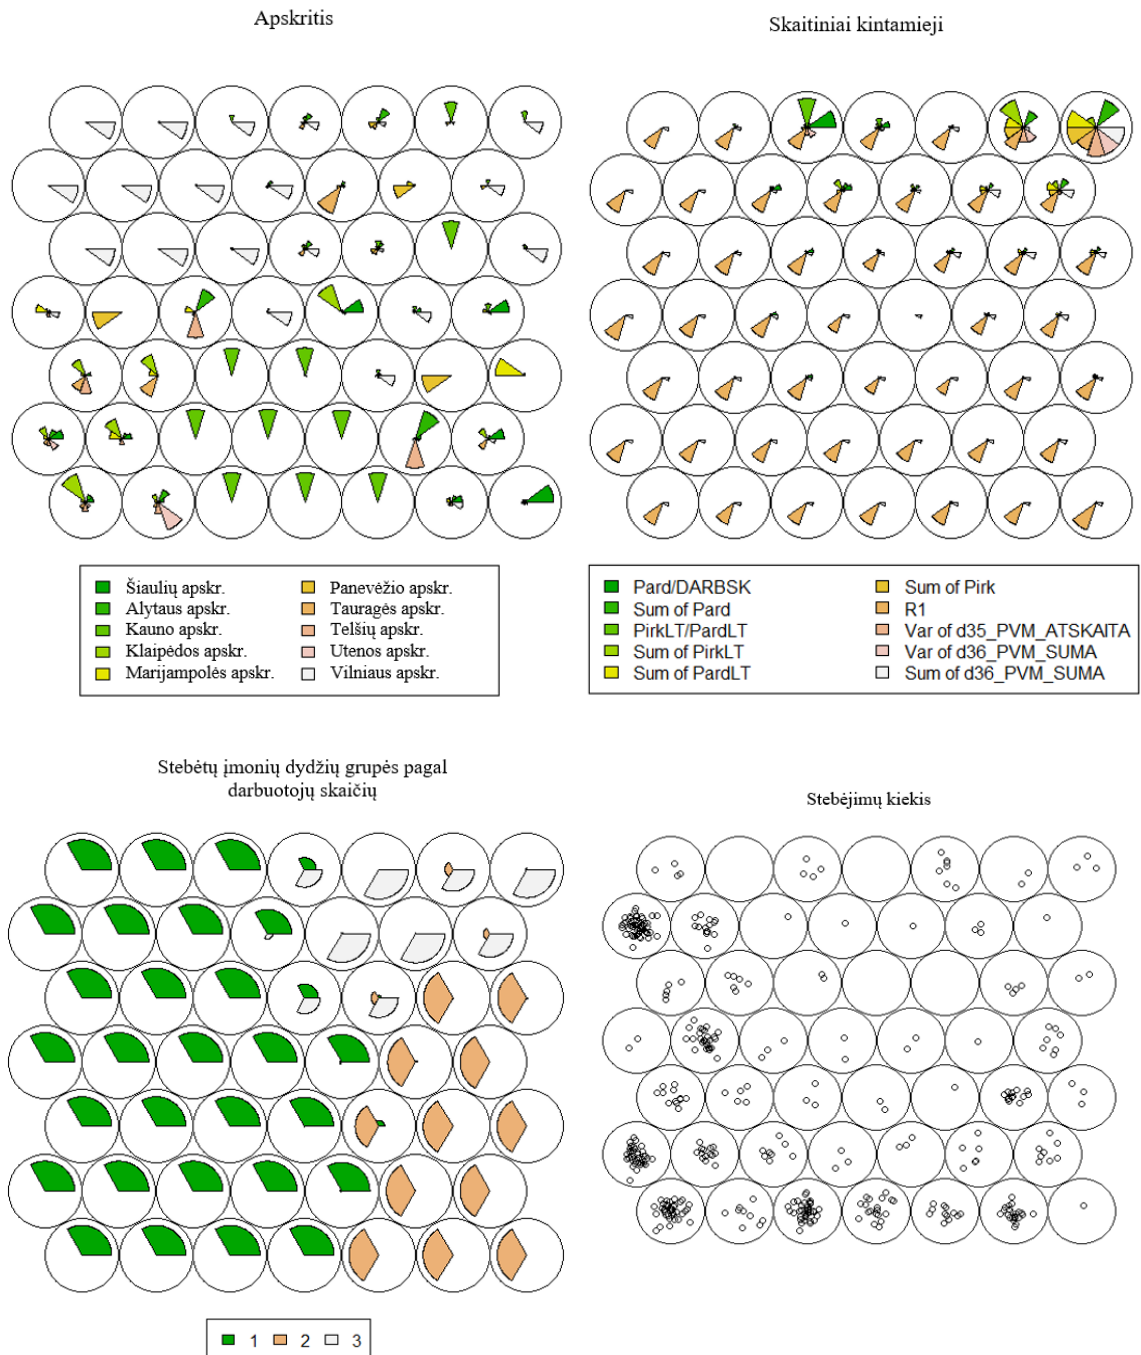 Apskritis
Skaitiniai kintamieji
Šiaulių apskr.
Alytaus apskr.
Kauno apskr.
Klaipėdos apskr.
Marijampolės apskr.
Panevėžio apskr.
Tauragės apskr.
Telšių apskr.
Utenos apskr.
Vilniaus apskr.
Pard/DARBSK
Sum of Pard
PirkLT/PardLT
Sum of PirkLT
Sum of PardLT
Sum of Pirk
R1
Var of d35_PVM_ATSKAITA
Var of d36_PVM_SUMA
Sum of d36_PVM_SUMA
Stebėtų įmonių dydžių grupės pagal
darbuotojų skaičių
Stebėjimų kiekis
1 2 3